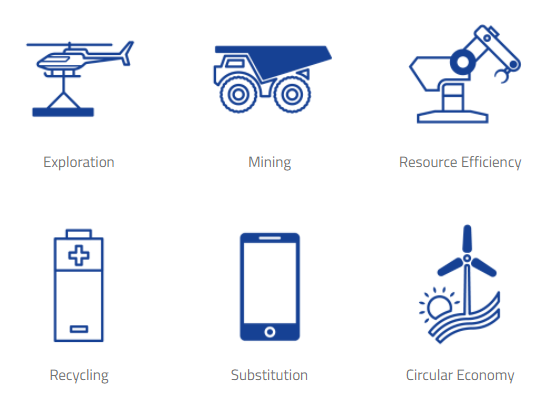 Exploration
Mining
Resource Efficiency
Recycling
Substitution
Circular Economy